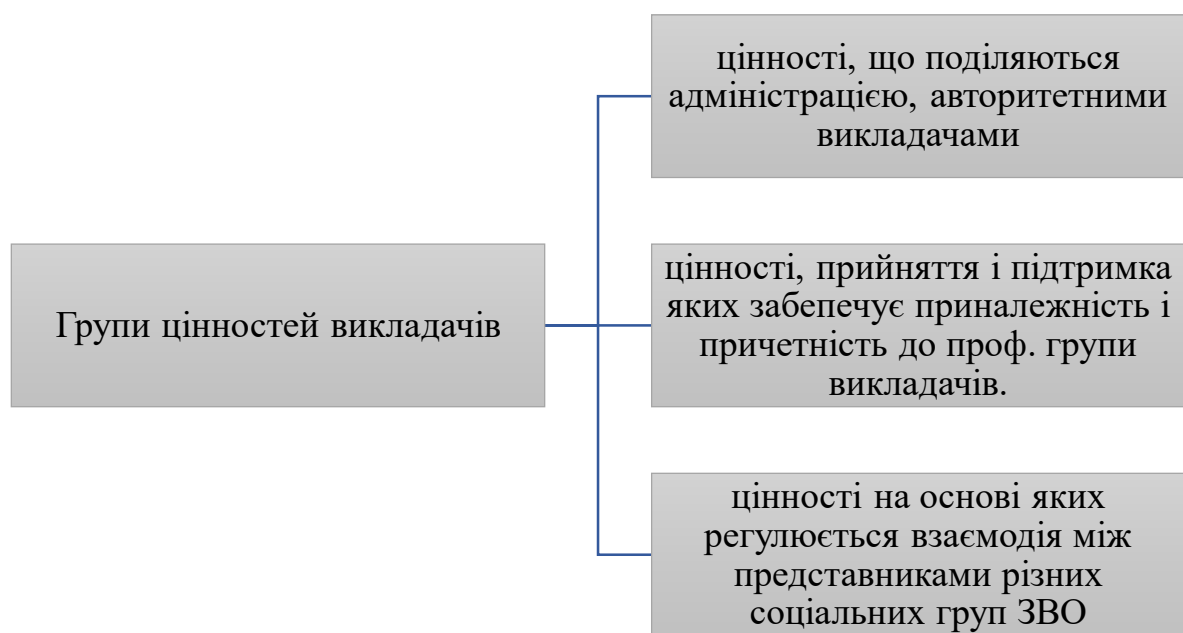 Групи цінностей викладачів
цінності, що поділяються
адміністрацією, авторитетними
викладачами
цінності, прийняття і підтримка
яких забепечує приналежність і
причетність до проф. групи
викладачів.
цінності на основі яких
регулюється взаємодія між
представниками різних
соціальних груп ЗВО